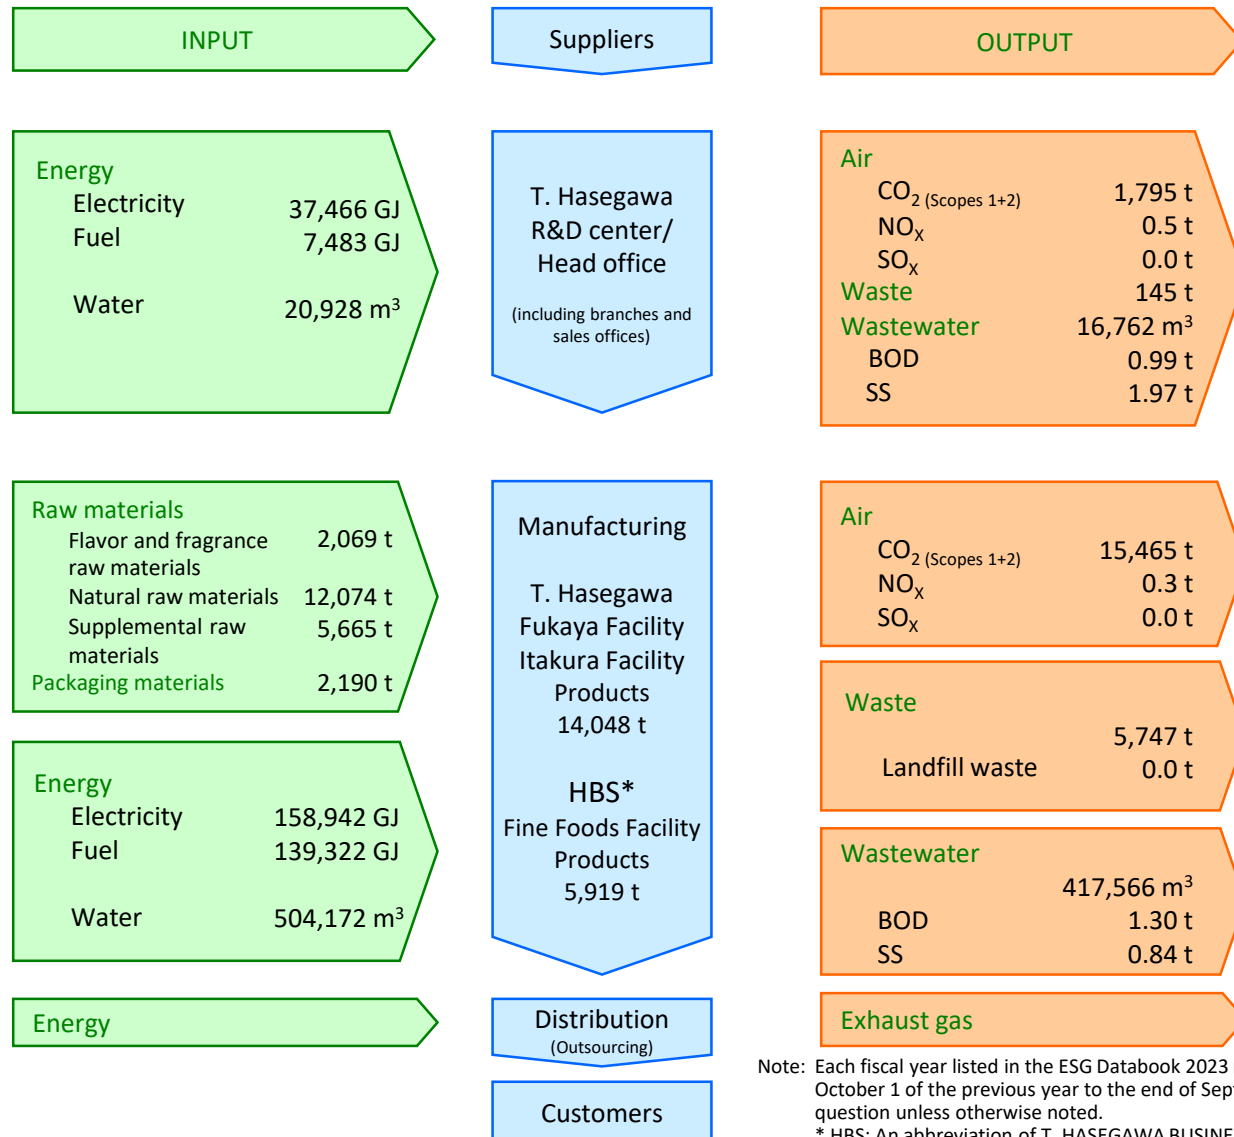 INPUT
Suppliers
OUTPUT
Energy
Electricity 37,466 GJ
Fuel 7,483 GJ
Water 20,928 m³
T. Hasegawa
R&D center/
Head office
(including branches and
sales offices)
Air
CO₂ (Scopes 1+2) 1,795 t
NOX 0.5 t
SOX 0.0 t
Waste 145 t
Wastewater 16,762 m³
BOD 0.99 t
SS 1.97 t
Raw materials
Flavor and fragrance 2,069 t
raw materials
Natural raw materials 12,074 t
Supplemental raw 5,665 t
materials
Packaging materials 2,190 t
Energy
Electricity 158,942 GJ
Fuel 139,322 GJ
Water 504,172 m³
Manufacturing
T. Hasegawa
Fukaya Facility
Itakura Facility
Products
14,048 t
HBS*
Fine Foods Facility
Products
5,919 t
Air
CO₂ (Scopes 1+2) 15,465 t
NOX 0.3 t
SOX 0.0 t
Waste
5,747 t
Landfill waste 0.0 t
Wastewater
417,566 m³
BOD 1.30 t
SS 0.84 t
Energy
Distribution
(Outsourcing)
Exhaust gas
Customers
Note: Each fiscal year listed in the ESG Databook 2023
October 1 of the previous year to the end of
question unless otherwise noted.
* HBS: An abbreviation of T. HASEGAWA